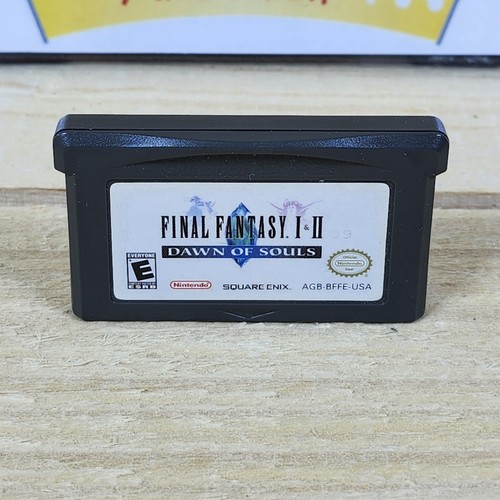 FINAL FANTASY. I & II
DAWN OF SOULS
EVERYONE
E
ESRB
Nintendo
SQUARE ENIX.
Official
Nintendo
Seal
AGB-BFFE-USA